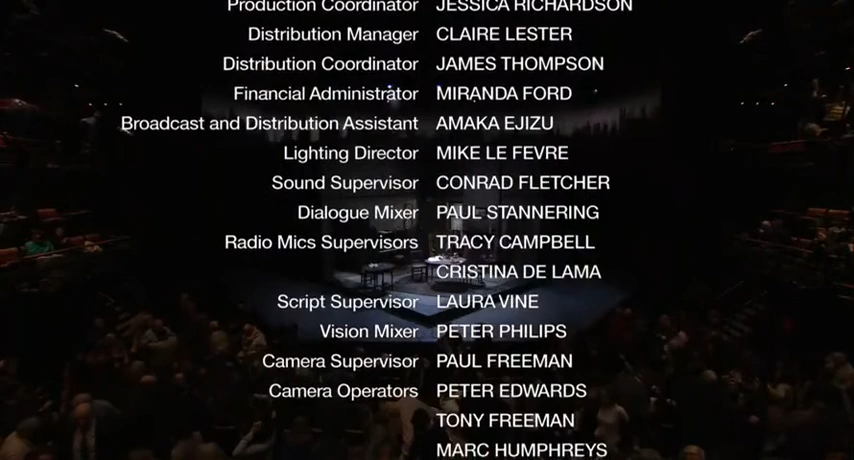 Production Coordinator JESSICA RICHARDSON
Distribution Manager CLAIRE LESTER
Distribution Coordinator JAMES THOMPSON
Financial Administrator MIRANDA FORD
Broadcast and Distribution Assistant AMAKA EJIZU
Lighting Director MIKE LE FEVRE
Sound Supervisor CONRAD FLETCHER
Dialogue Mixer PAUL STANNERING
Radio Mics Supervisors TRACY CAMPBELL
CRISTINA DE LAMA
Script Supervisor LAURA VINE
Vision Mixer PETER PHILIPS
Camera Supervisor PAUL FREEMAN
Camera Operators PETER EDWARDS
TONY FREEMAN
MARC HUMPHREYS